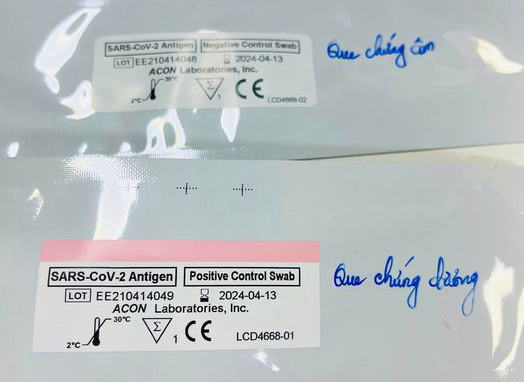 SARS-CoV-2 Antigen Negative Control Swab
LOT EE210414048 2024-04-13
ACON Laboratories, Inc.
2°C 30°C Σ 1 CE LCD4669-02
Que chứng âm
SARS-CoV-2 Antigen Positive Control Swab
LOT EE210414049 2024-04-13
ACON Laboratories, Inc.
2°C 30°C Σ 1 CE LCD4668-01
Que chứng dương